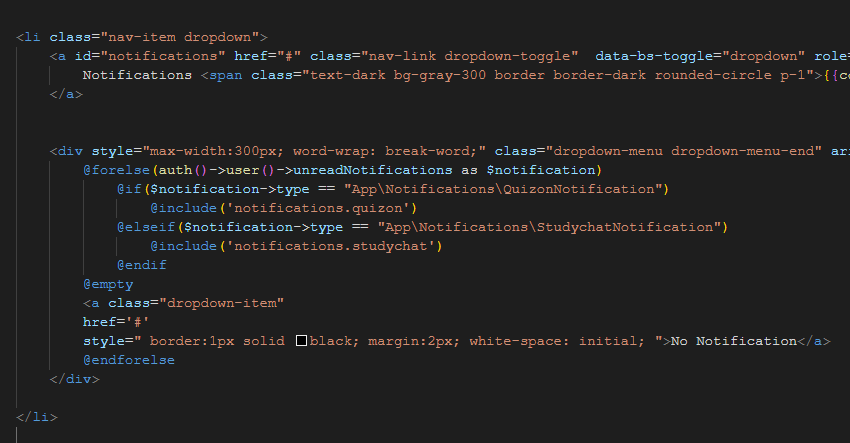 <li class="nav-item dropdown">
<a id="notifications" href="#" class="nav-link dropdown-toggle"  data-bs-toggle="dropdown" role=
Notifications <span class="text-dark bg-gray-300 border border-dark rounded-circle p-1">{{co
</a>
<div style="max-width:300px; word-wrap: break-word;" class="dropdown-menu dropdown-menu-end" ari
@forelse(auth()->user()->unreadNotifications as $notification)
@if($notification->type == "App\Notifications\QuizonNotification")
@include('notifications.quizon')
@elseif($notification->type == "App\Notifications\StudychatNotification")
@include('notifications.studychat')
@endif
@empty
<a class="dropdown-item"
href='#'
style=" border:1px solid black; margin:2px; white-space: initial; ">No Notification</a>
@endforelse
</div>
</li>